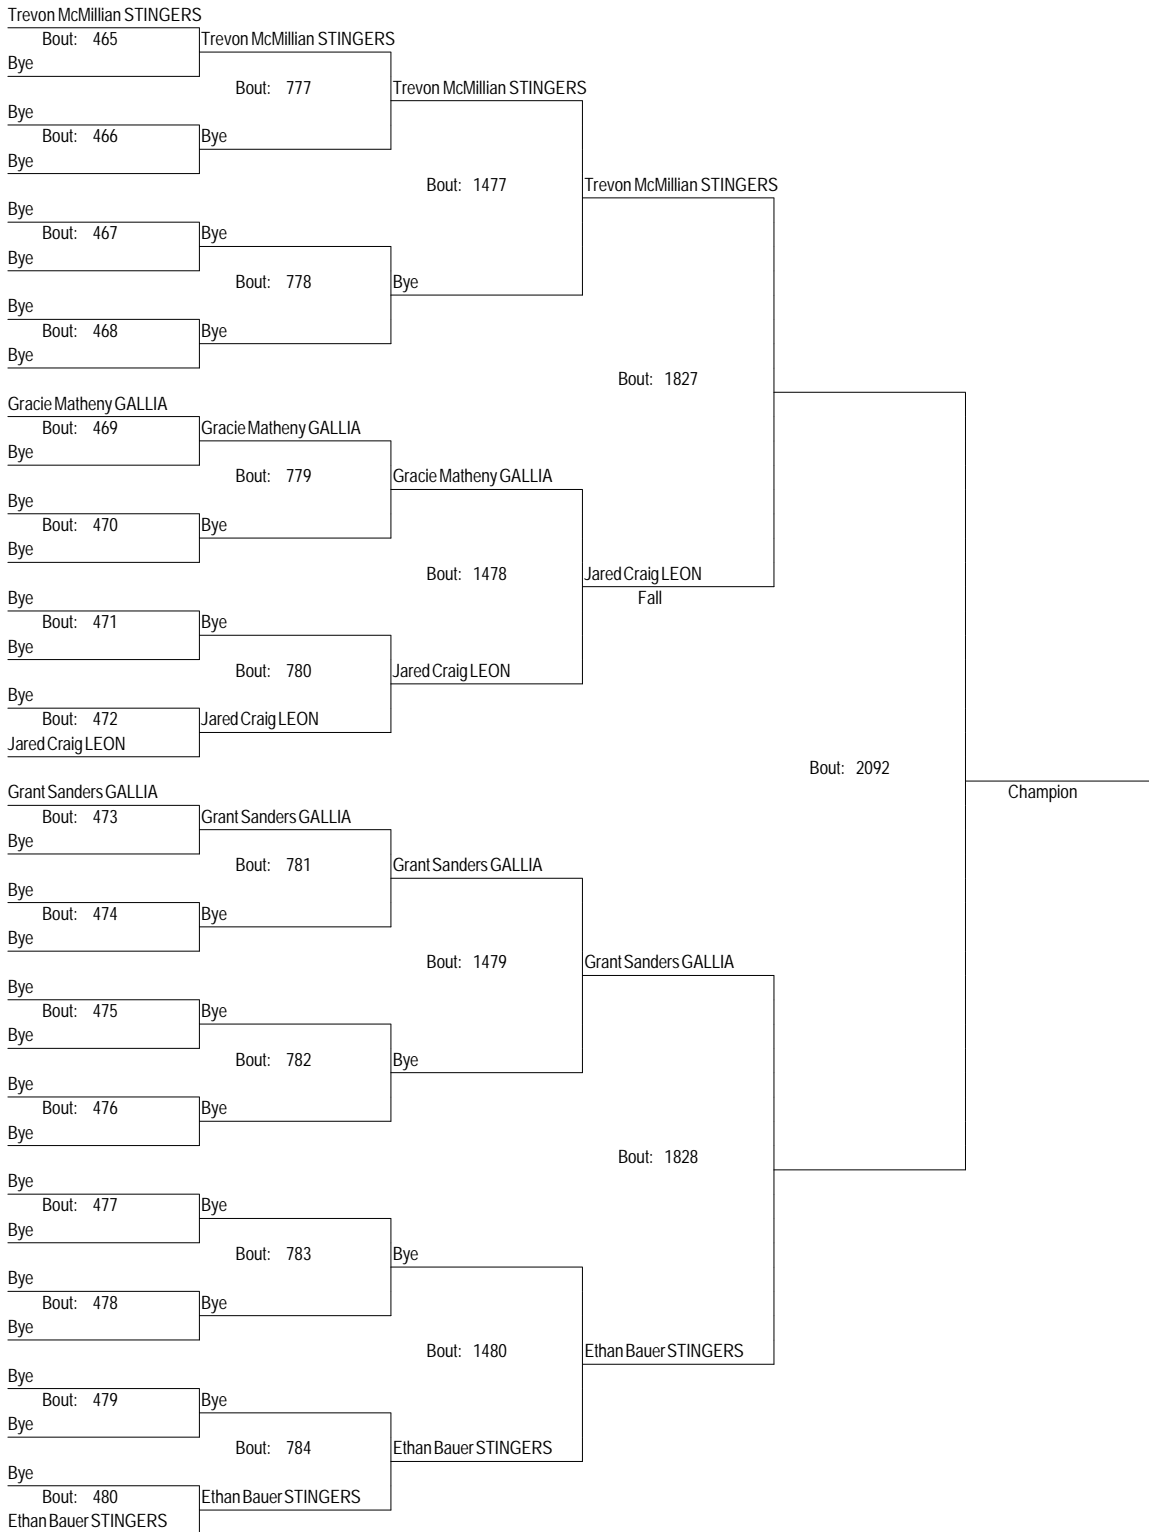 Trevon McMillian STINGERS
Bout: 465 Trevon McMillian STINGERS
Bye
Bout: 777 Trevon McMillian STINGERS
Bye
Bout: 466 Bye
Bye
Bout: 1477 Trevon McMillian STINGERS
Bye
Bout: 467 Bye
Bye
Bout: 778 Bye
Bye
Bout: 468 Bye
Bye
Bout: 1827
Gracie Matheny GALLIA
Bout: 469 Gracie Matheny GALLIA
Bye
Bout: 779 Gracie Matheny GALLIA
Bye
Bout: 470 Bye
Bye
Bout: 1478 Jared Craig LEON
Bye Fall
Bout: 471 Bye
Bye
Bout: 780 Jared Craig LEON
Bye
Bout: 472 Jared Craig LEON
Jared Craig LEON
Bout: 2092
Grant Sanders GALLIA Champion
Bout: 473 Grant Sanders GALLIA
Bye
Bout: 781 Grant Sanders GALLIA
Bye
Bout: 474 Bye
Bye
Bout: 1479 Grant Sanders GALLIA
Bye
Bout: 475 Bye
Bye
Bout: 782 Bye
Bye
Bout: 476 Bye
Bye
Bout: 1828
Bye
Bout: 477 Bye
Bye
Bout: 783 Bye
Bye
Bout: 478 Bye
Bye
Bout: 1480 Ethan Bauer STINGERS
Bye
Bout: 479 Bye
Bye
Bout: 784 Ethan Bauer STINGERS
Bye
Bout: 480 Ethan Bauer STINGERS
Ethan Bauer STINGERS